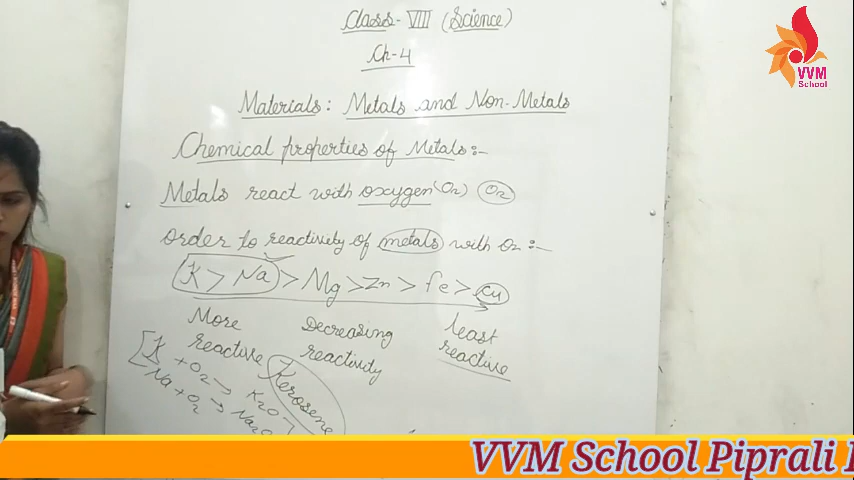 Class - VIII (Science)
Ch-4
Materials: Metals and Non-Metals
Chemical properties of Metals:-
Metals react with oxygen (O2) O2
order to reactivity of metals with O2 :-
K > Na > Mg > Zn > Fe > Cu
More reactive
Decreasing reactivity
least reactive
K + O2 → K2O
Na + O2 → Na2O
Kerosene
VVM
School
VVM School Piprali